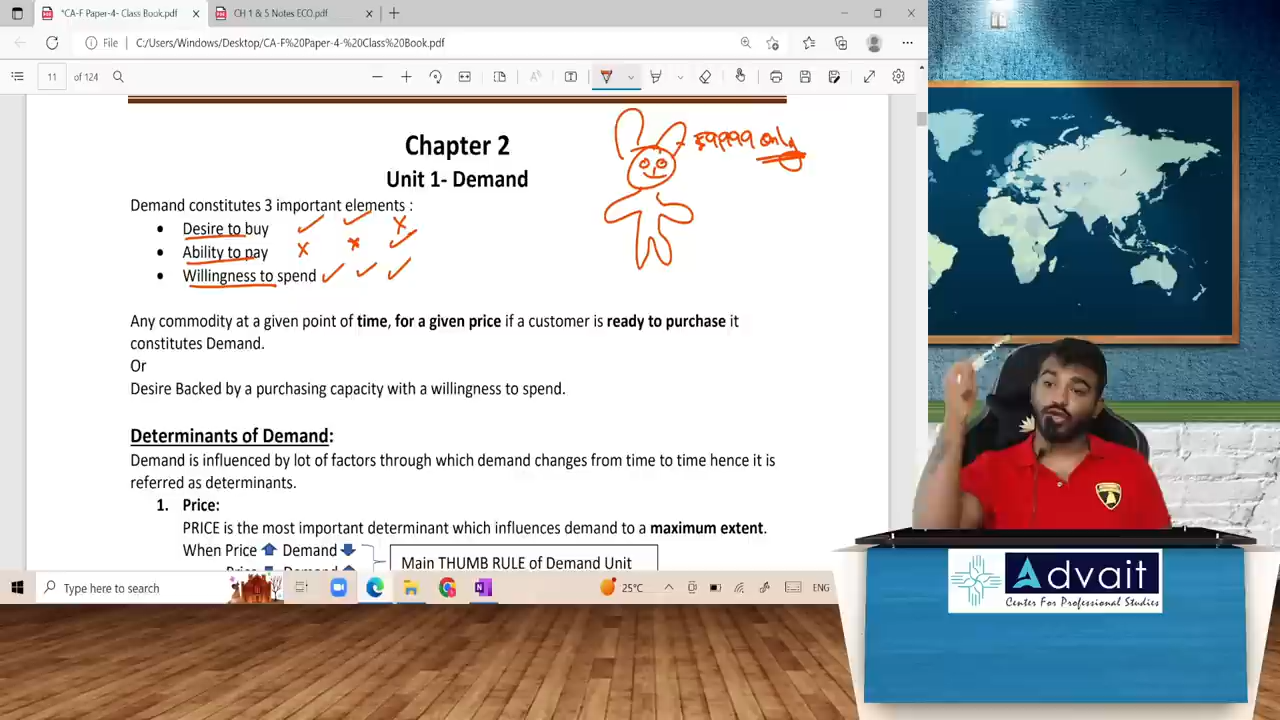 *CA-F Paper-4- Class Book.pdf
CH 1 & 5 Notes ECO.pdf
File
C:/Users/Windows/Desktop/CA-F%20Paper-4-%20Class%20Book.pdf
11 of 124
Chapter 2
Unit 1- Demand
₹9,999 only
Demand constitutes 3 important elements :
• Desire to buy
• Ability to pay
• Willingness to spend
Any commodity at a given point of time, for a given price if a customer is ready to purchase it
constitutes Demand.
Or
Desire Backed by a purchasing capacity with a willingness to spend.
Determinants of Demand:
Demand is influenced by lot of factors through which demand changes from time to time hence it is
referred as determinants.
1. Price:
PRICE is the most important determinant which influences demand to a maximum extent.
When Price Demand
Main THUMB RULE of Demand Unit
Type here to search
25°C
ENG
Advait
Center For Professional Studies